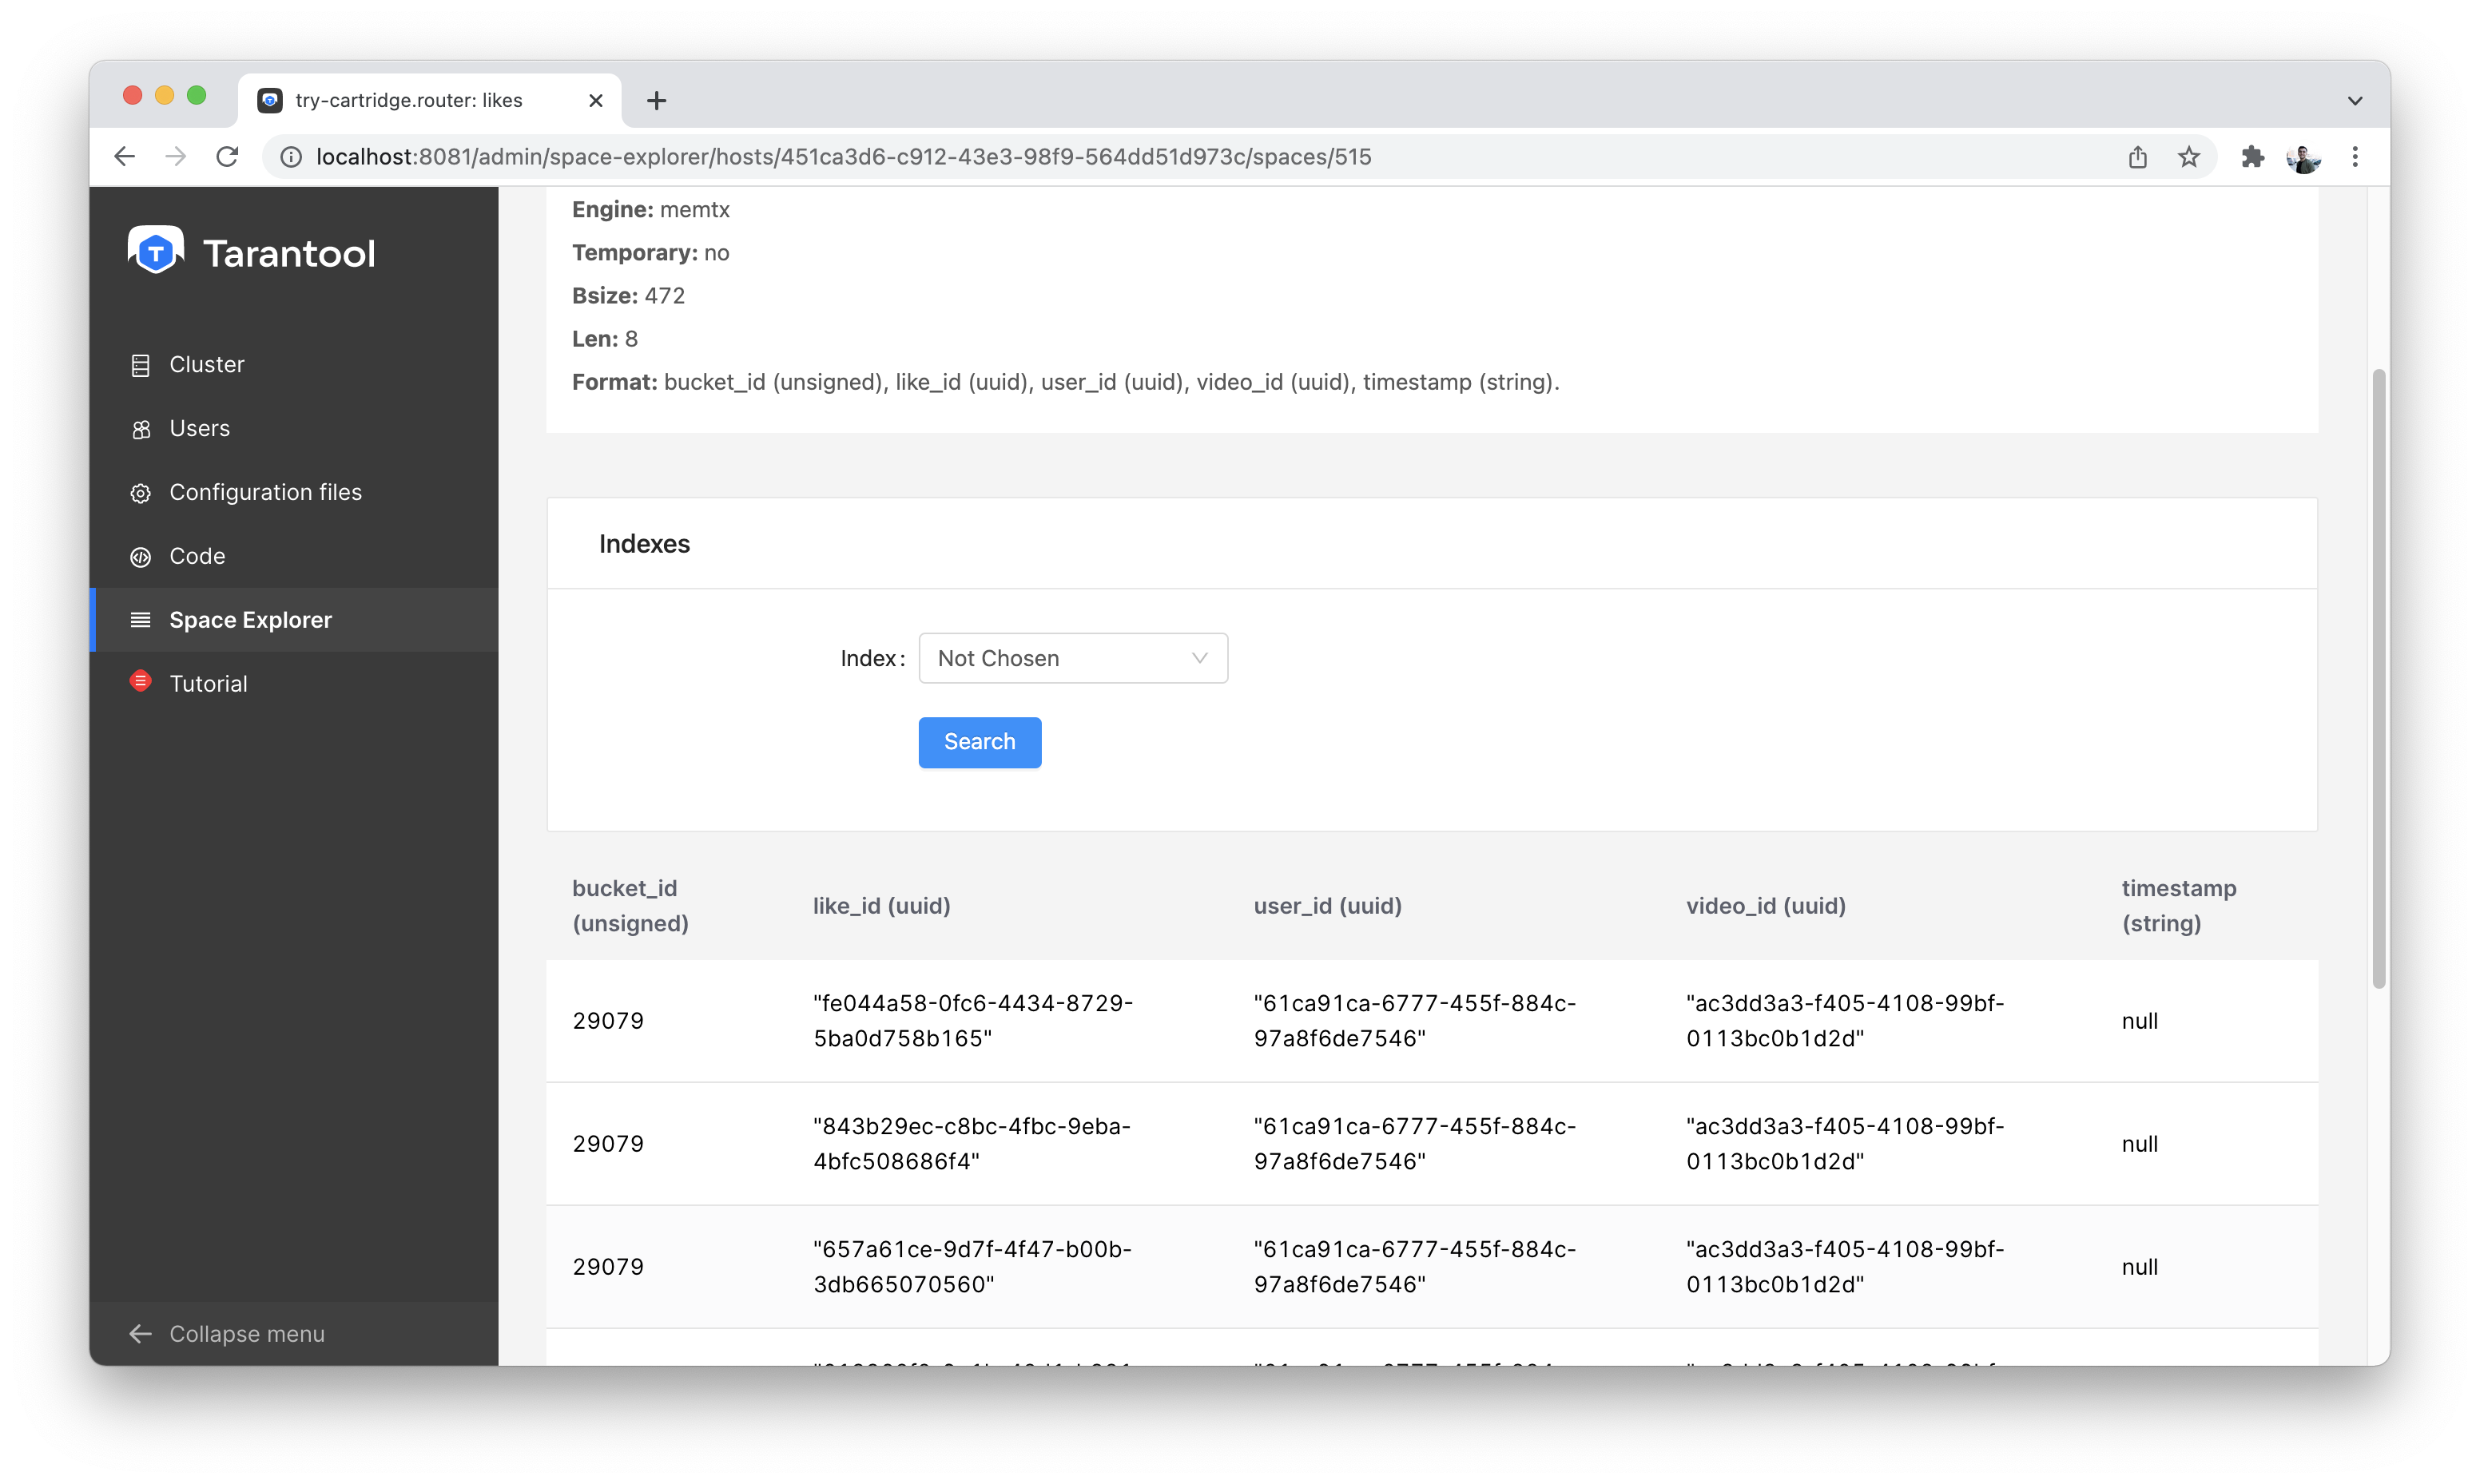 try-cartridge.router: likes
localhost:8081/admin/space-explorer/hosts/451ca3d6-c912-43e3-98f9-564dd51d973c/spaces/515
Tarantool
Cluster
Users
Configuration files
Code
Space Explorer
Tutorial
Collapse menu
Engine: memtx
Temporary: no
Bsize: 472
Len: 8
Format: bucket_id (unsigned), like_id (uuid), user_id (uuid), video_id (uuid), timestamp (string).
Indexes
Index: Not Chosen
Search
bucket_id (unsigned) like_id (uuid) user_id (uuid) video_id (uuid) timestamp (string)
29079 "fe044a58-0fc6-4434-8729-5ba0d758b165" "61ca91ca-6777-455f-884c-97a8f6de7546" "ac3dd3a3-f405-4108-99bf-0113bc0b1d2d" null
29079 "843b29ec-c8bc-4fbc-9eba-4bfc508686f4" "61ca91ca-6777-455f-884c-97a8f6de7546" "ac3dd3a3-f405-4108-99bf-0113bc0b1d2d" null
29079 "657a61ce-9d7f-4f47-b00b-3db665070560" "61ca91ca-6777-455f-884c-97a8f6de7546" "ac3dd3a3-f405-4108-99bf-0113bc0b1d2d" null